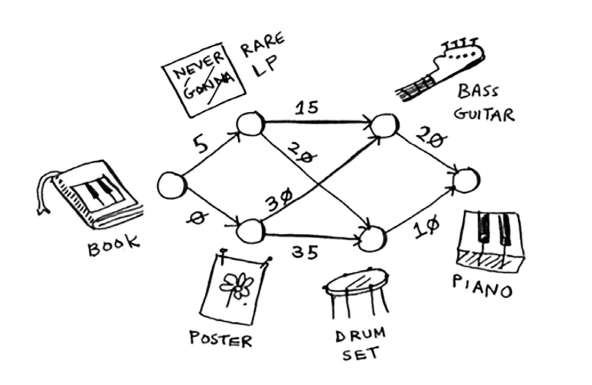 NEVER
GONNA
RARE
LP
BASS
GUITAR
15
5
20
20
BOOK
0
30
35
10
POSTER
DRUM
SET
PIANO